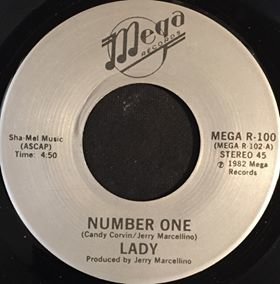 Mega
RECORDS
Sha-Mel Music
(ASCAP)
Time: 4:50
MEGA R-100
(MEGA R-102-A)
STEREO 45
℗ 1982 Mega
Records
NUMBER ONE
(Candy Corvin/Jerry Marcellino)
LADY
Produced by Jerry Marcellino